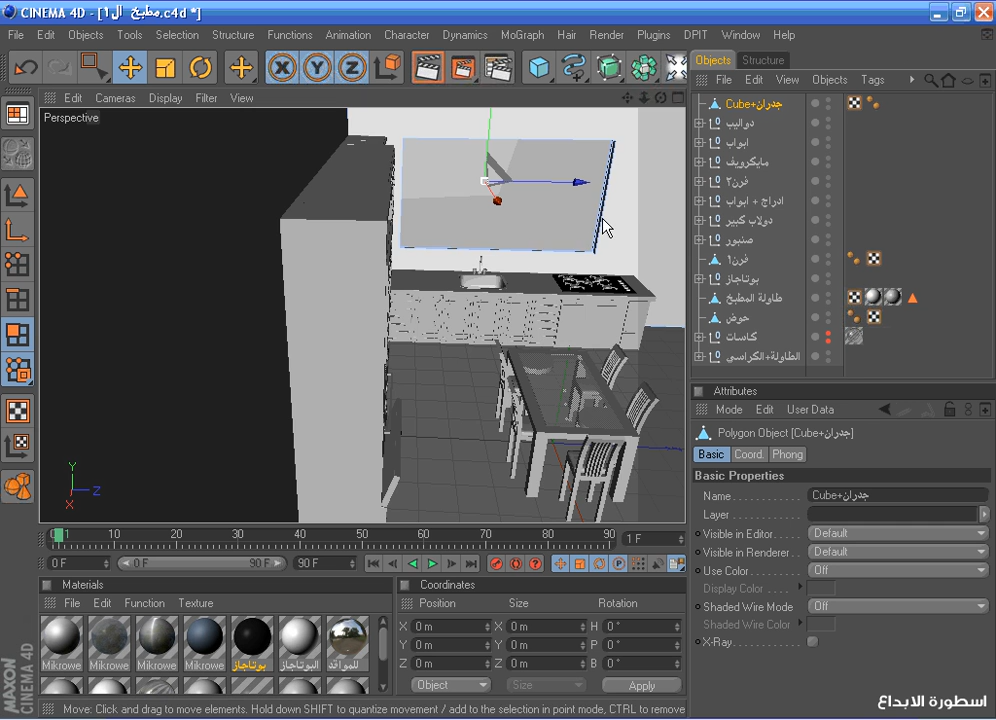 CINEMA 4D - [مطبخ ال1.c4d *]
File Edit Objects Tools Selection Structure Functions Animation Character Dynamics MoGraph Hair Render Plugins DPIT Window Help
Edit Cameras Display Filter View
Perspective
Y
Z
X
0 1 10 20 30 40 50 60 70 80 90 1 F
0 F 0 F 90 F 90 F
Materials
File Edit Function Texture
Mikrowe Mikrowe Mikrowe Mikrowe بوتاجاز البوتاجاز للمواقد
Coordinates
Position Size Rotation
X 0 m X 0 m H 0 °
Y 0 m Y 0 m P 0 °
Z 0 m Z 0 m B 0 °
Object Size Apply
MAXON CINEMA 4D
Move: Click and drag to move elements. Hold down SHIFT to quantize movement / add to the selection in point mode, CTRL to remove
Objects Structure
File Edit View Objects Tags
Cube+جدران
دواليب
ابواب
مايكرويف
فرن٢
ادراج + ابواب
دولاب كبير
صنبور
فرن١
بوتاجاز
طاولة المطبخ
حوض
كاسات
الطاولة+الكراسي
Attributes
Mode Edit User Data
Polygon Object [Cube+جدران]
Basic Coord. Phong
Basic Properties
Name Cube+جدران
Layer
Visible in Editor Default
Visible in Renderer Default
Use Color Off
Display Color
Shaded Wire Mode Off
Shaded Wire Color
X-Ray
اسطورة الابداع